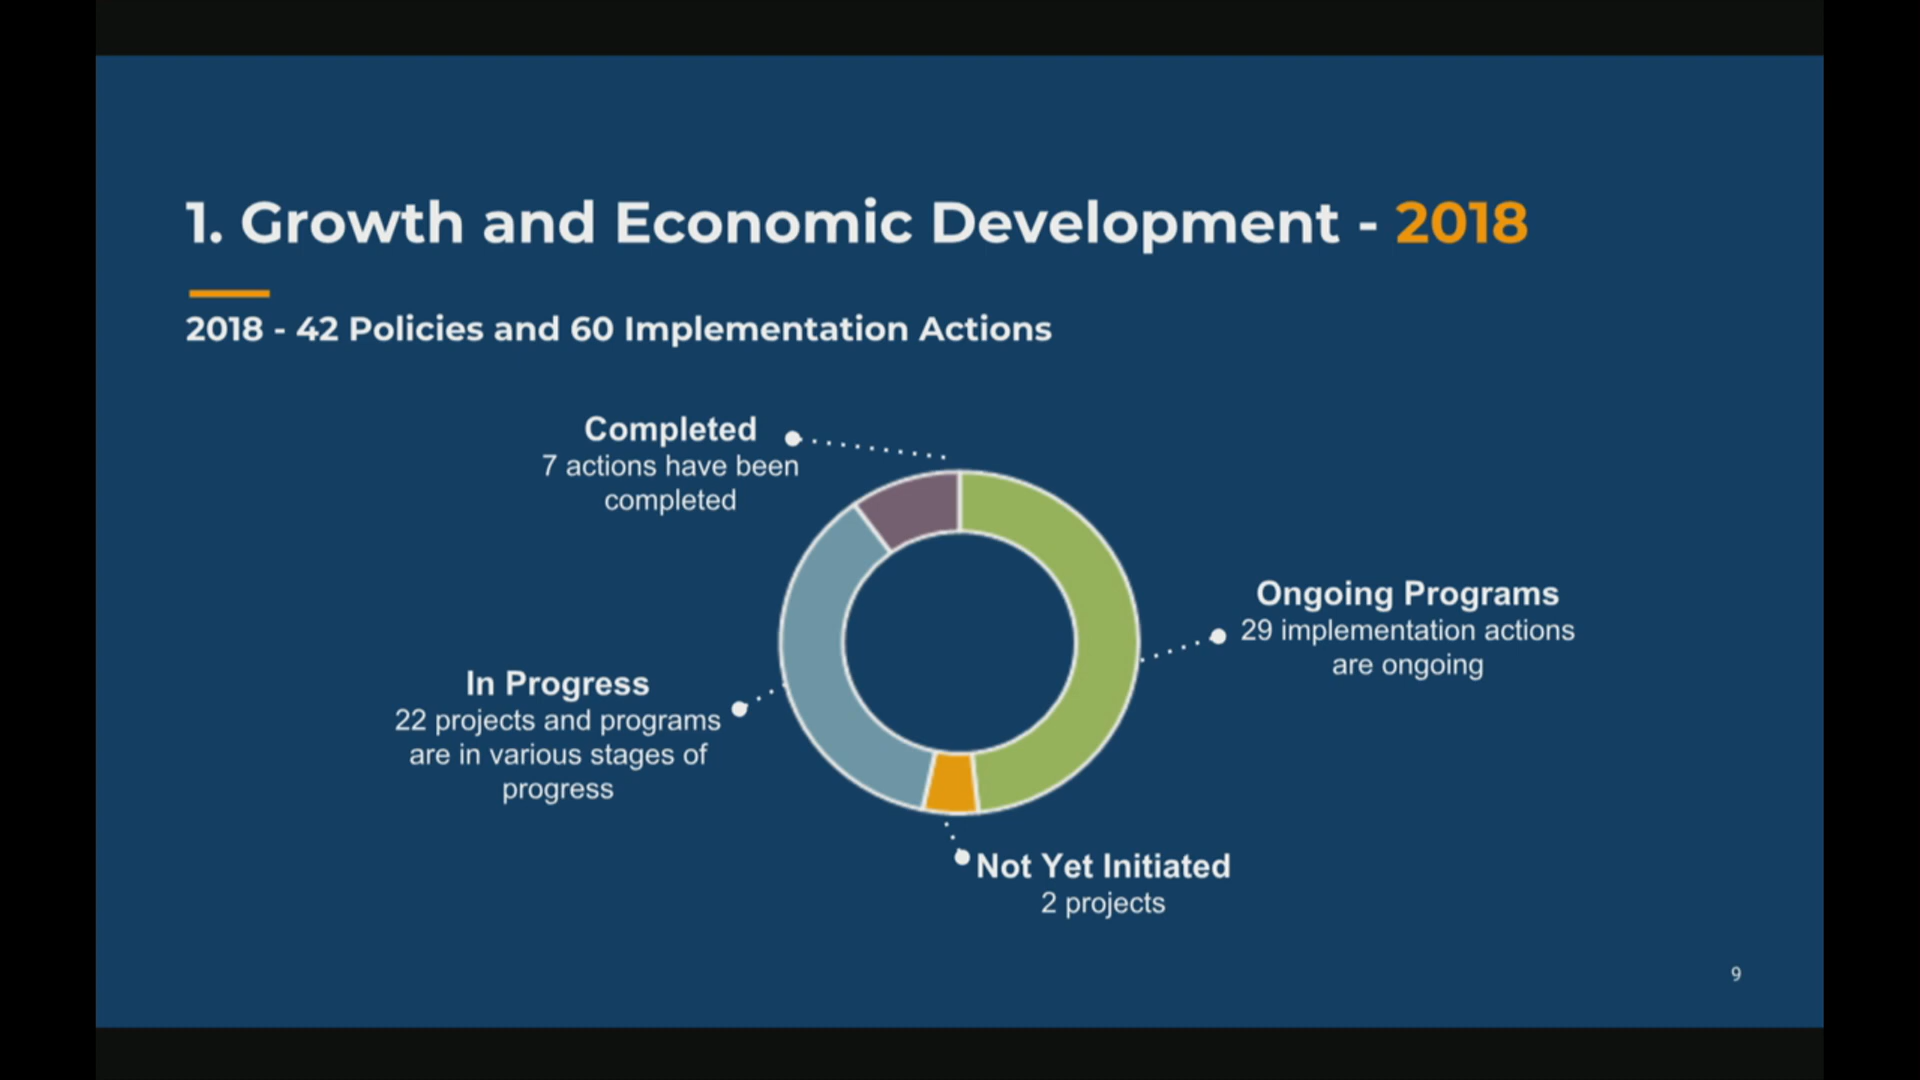 1. Growth and Economic Development - 2018
2018 - 42 Policies and 60 Implementation Actions
Completed
7 actions have been
completed
Ongoing Programs
29 implementation actions
are ongoing
In Progress
22 projects and programs
are in various stages of
progress
Not Yet Initiated
2 projects
9